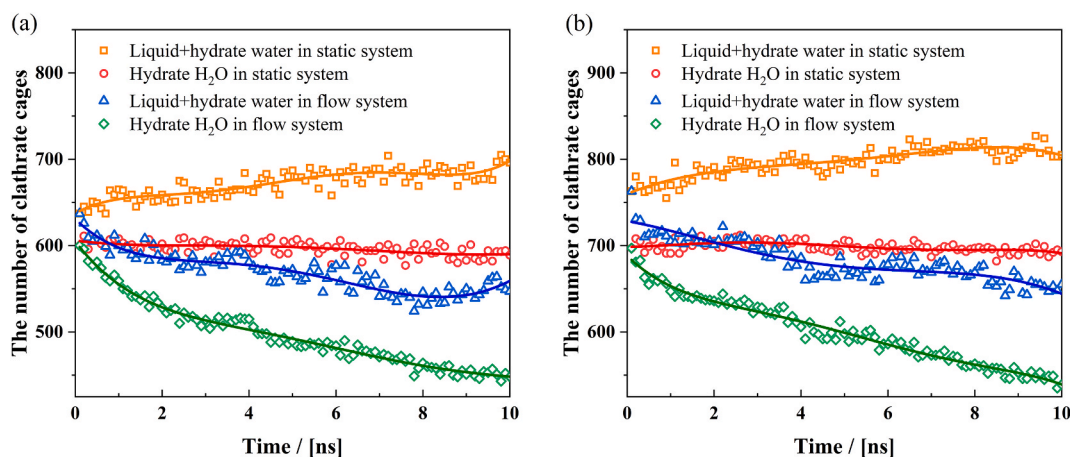 (a)
The number of clathrate cages
800
700
600
500
Liquid+hydrate water in static system
Hydrate H₂O in static system
Liquid+hydrate water in flow system
Hydrate H₂O in flow system
0 2 4 6 8 10
Time / [ns]
(b)
The number of clathrate cages
900
800
700
600
Liquid+hydrate water in static system
Hydrate H₂O in static system
Liquid+hydrate water in flow system
Hydrate H₂O in flow system
0 2 4 6 8 10
Time / [ns]